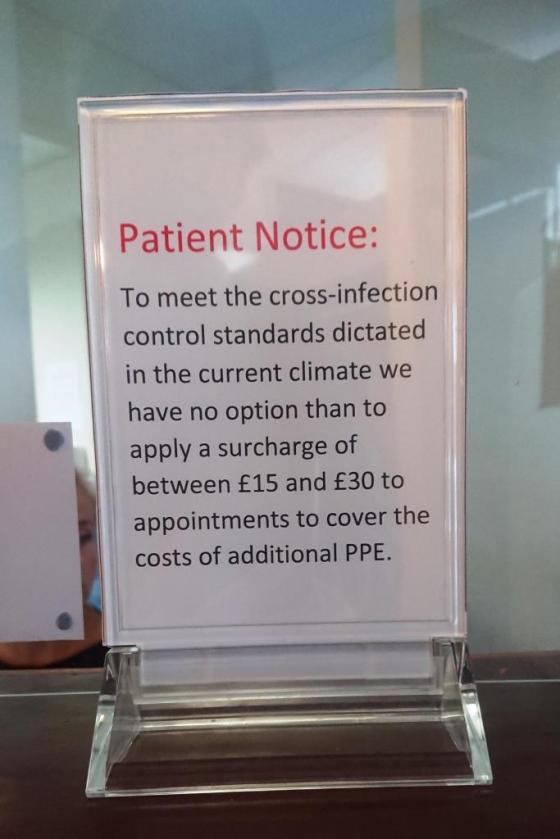 Patient Notice:
To meet the cross-infection
control standards dictated
in the current climate we
have no option than to
apply a surcharge of
between £15 and £30 to
appointments to cover the
costs of additional PPE.